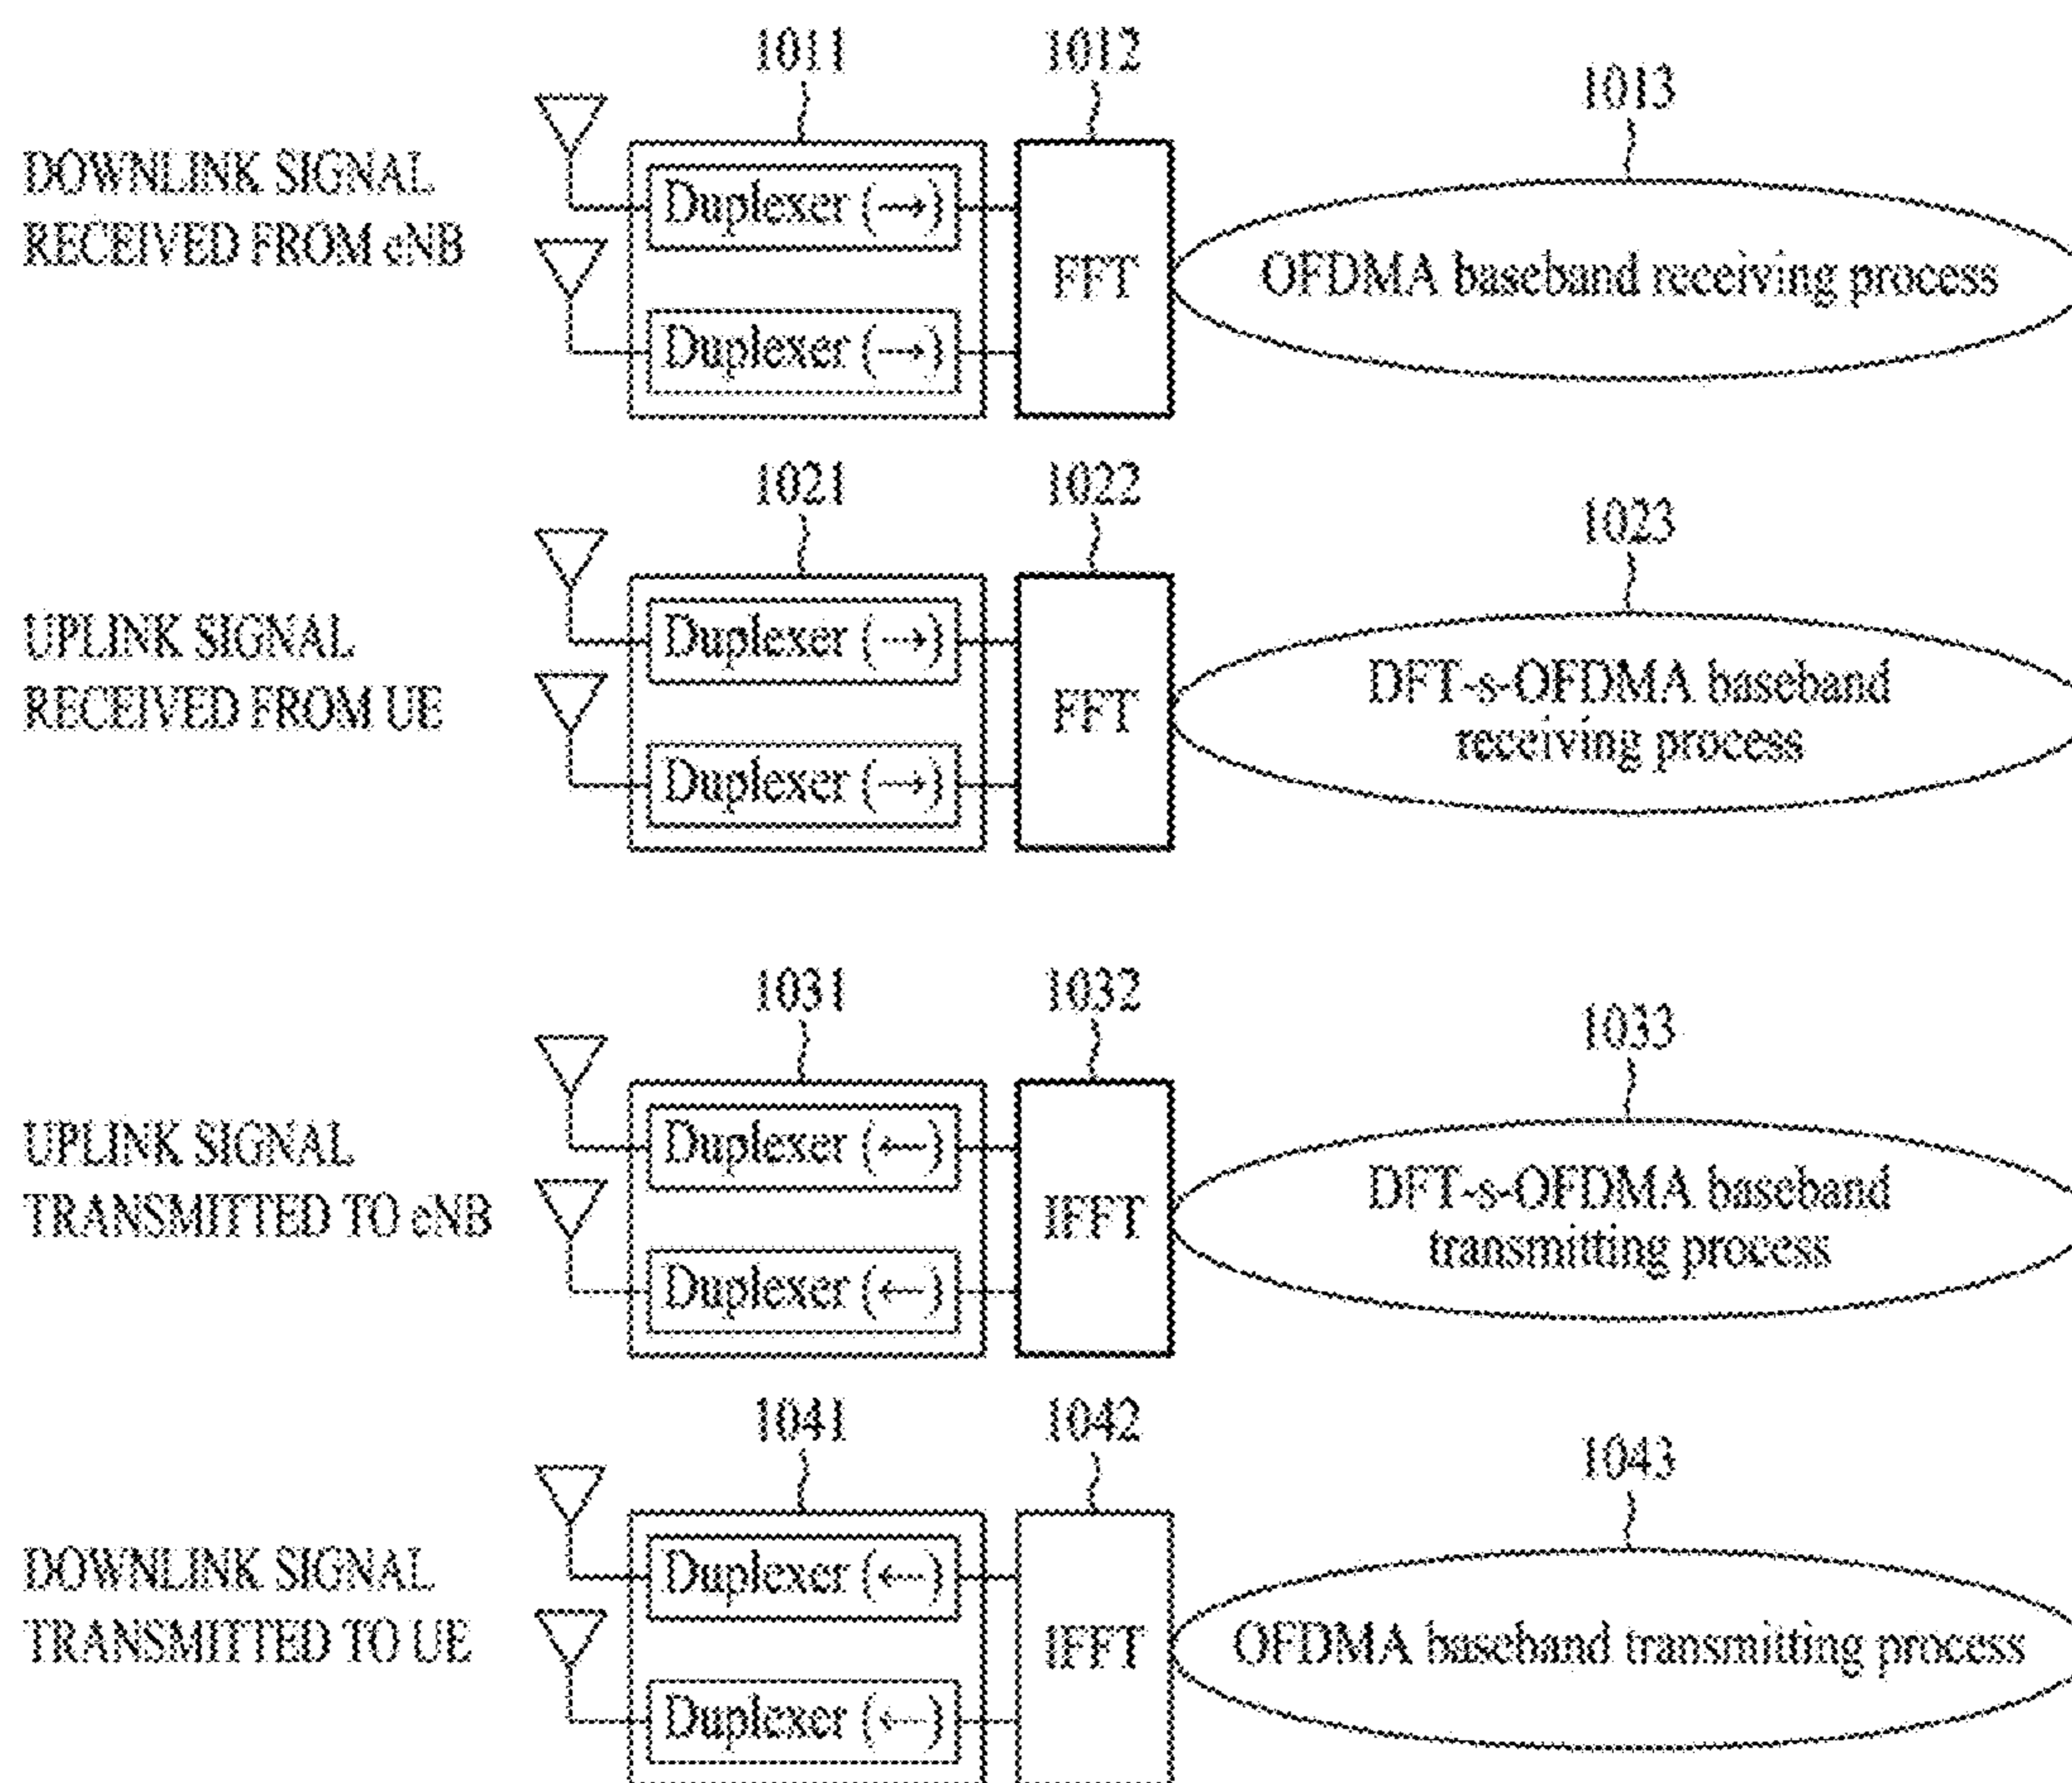 1011
1012
1013
DOWNLINK SIGNAL
RECEIVED FROM eNB
Duplexer (→)
Duplexer (→)
FFT
OFDMA baseband receiving process
1021
1022
1023
UPLINK SIGNAL
RECEIVED FROM UE
Duplexer (→)
Duplexer (→)
FFT
DFT-s-OFDMA baseband
receiving process
1031
1032
1033
UPLINK SIGNAL
TRANSMITTED TO eNB
Duplexer (←)
Duplexer (←)
IFFT
DFT-s-OFDMA baseband
transmitting process
1041
1042
1043
DOWNLINK SIGNAL
TRANSMITTED TO UE
Duplexer (←)
Duplexer (←)
IFFT
OFDMA baseband transmitting process